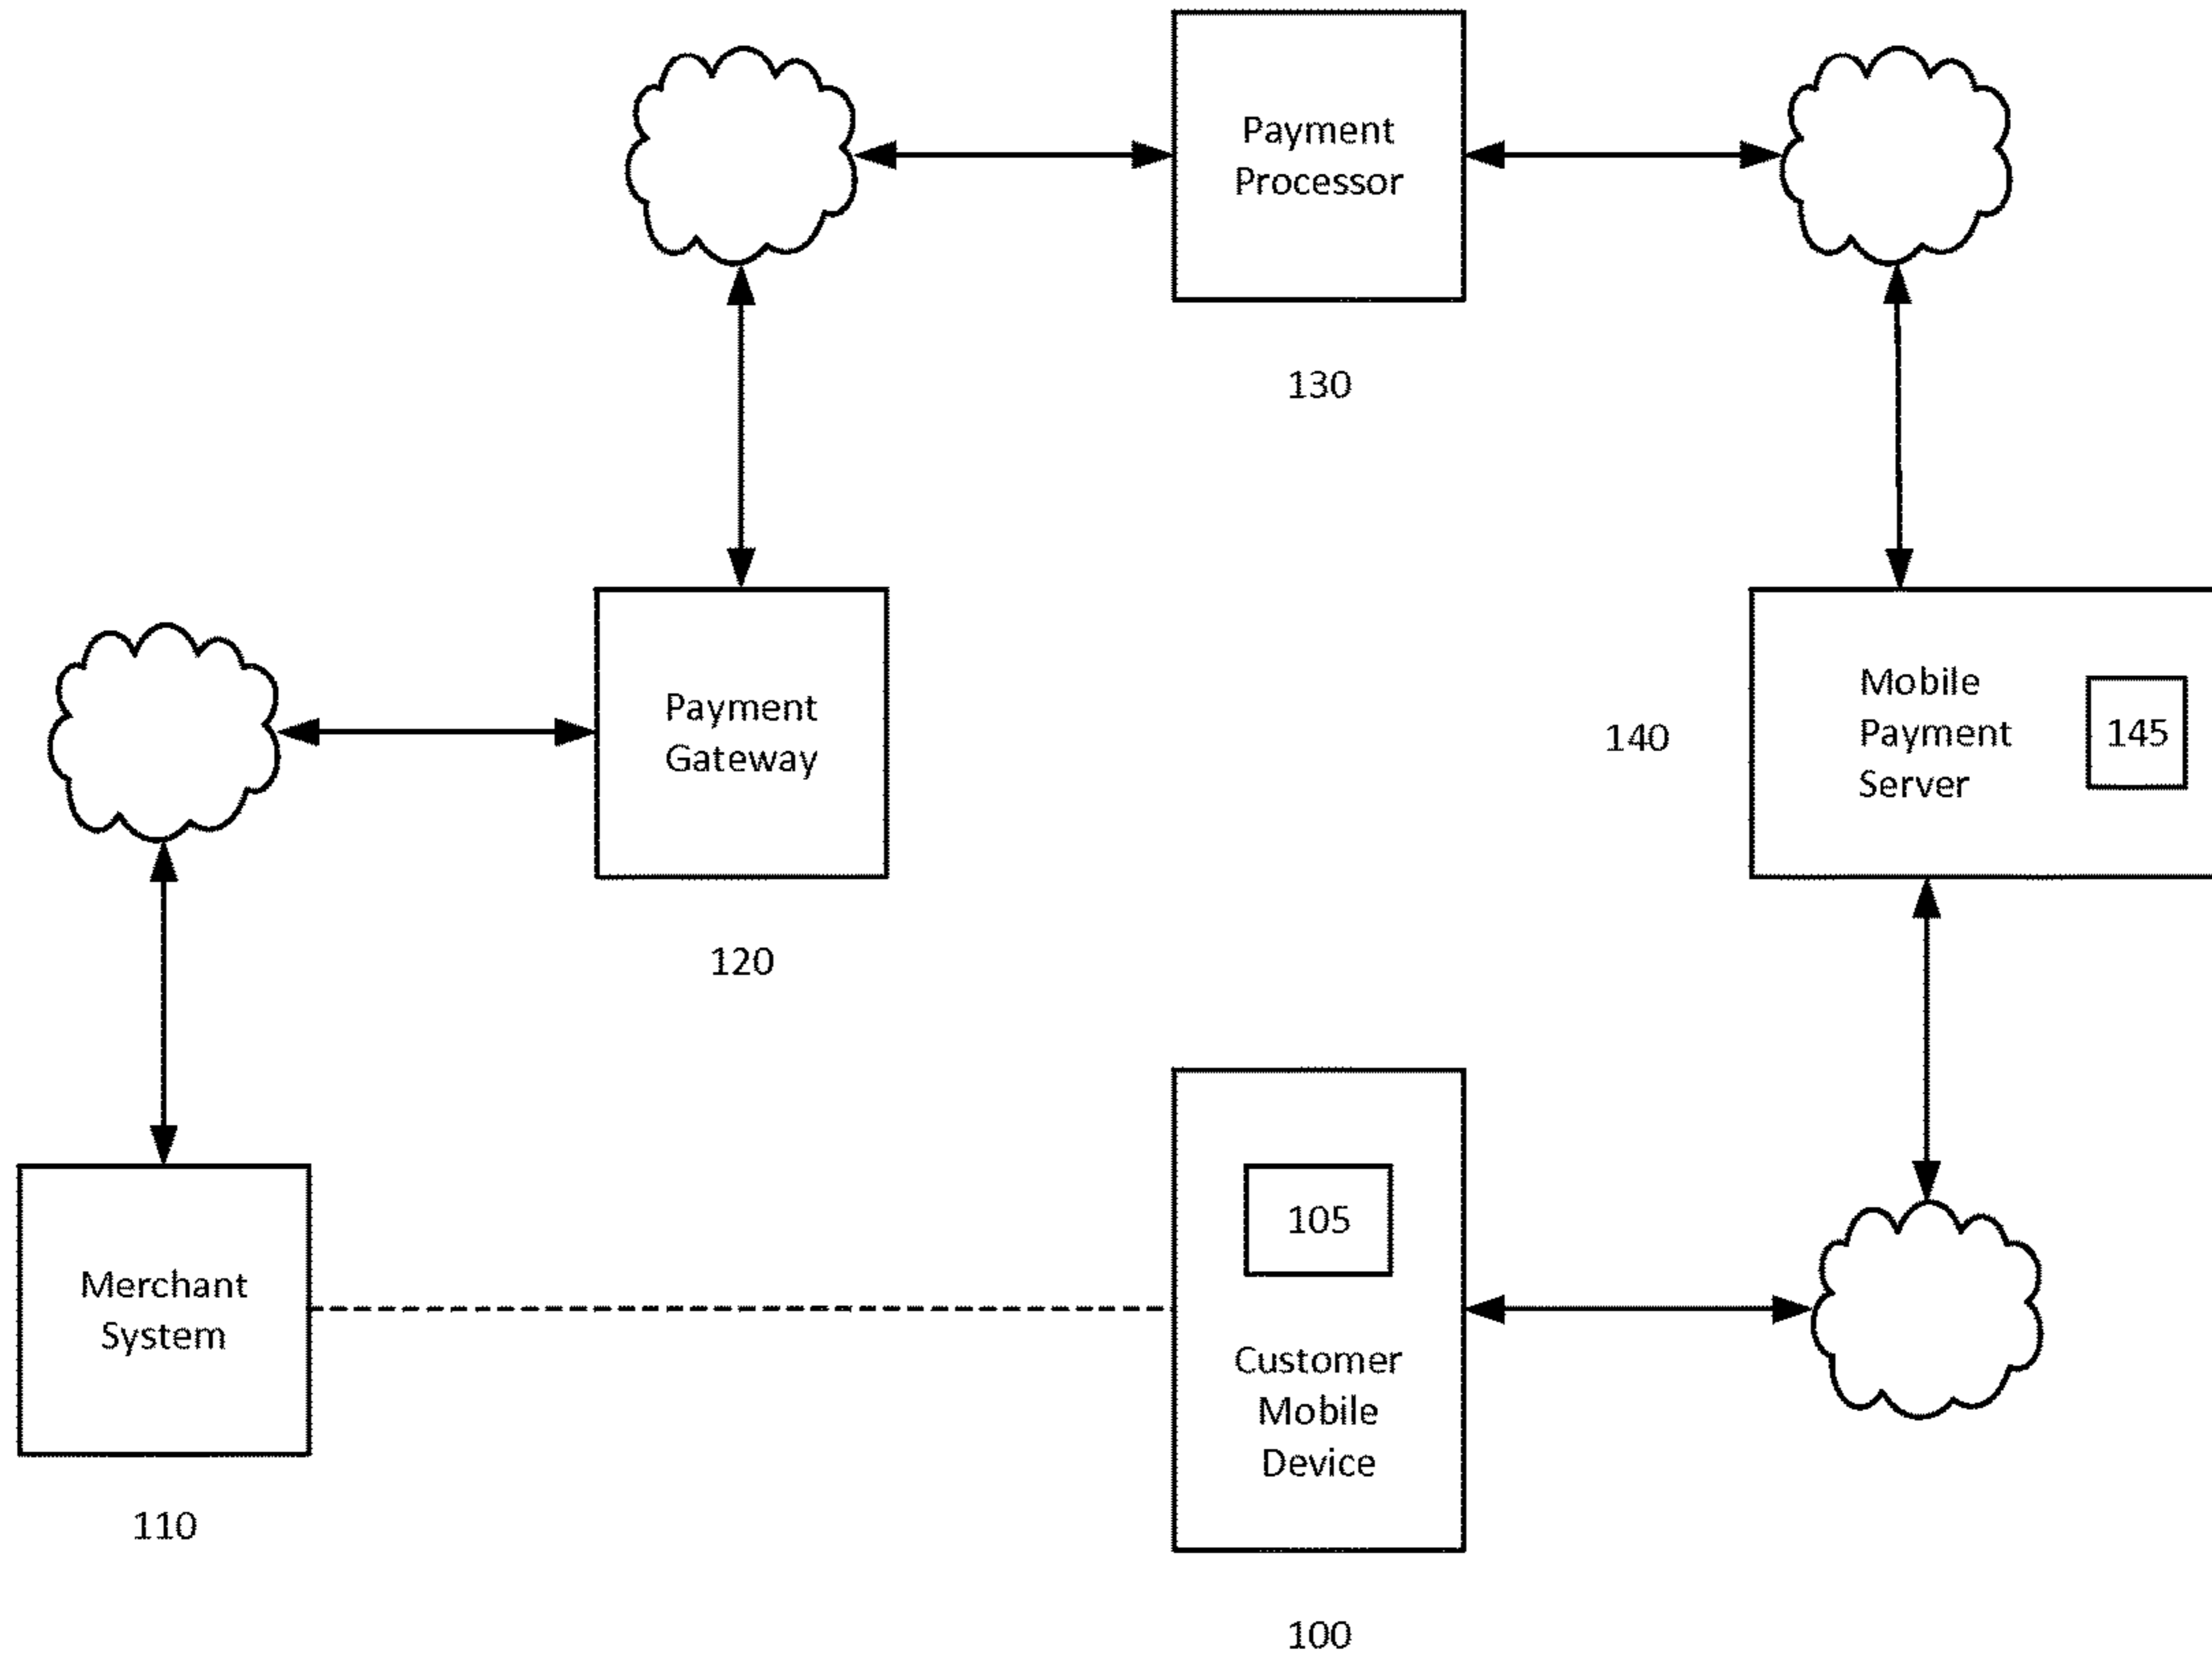 Payment
Processor
130
Payment
Gateway
120
Mobile
Payment
Server
145
140
105
Customer
Mobile
Device
100
Merchant
System
110